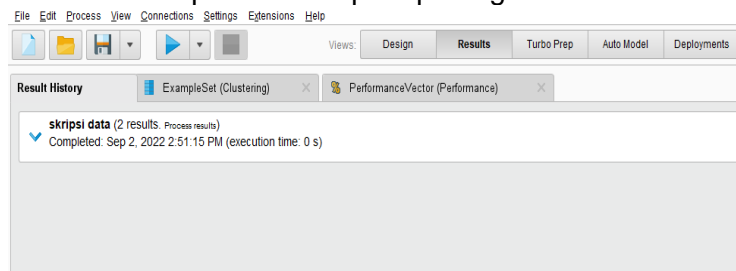 File Edit Process View Connections Settings Extensions Help
Views: Design Results Turbo Prep Auto Model Deployments
Result History ExampleSet (Clustering) PerformanceVector (Performance)
skripsi data (2 results. Process results)
Completed: Sep 2, 2022 2:51:15 PM (execution time: 0 s)